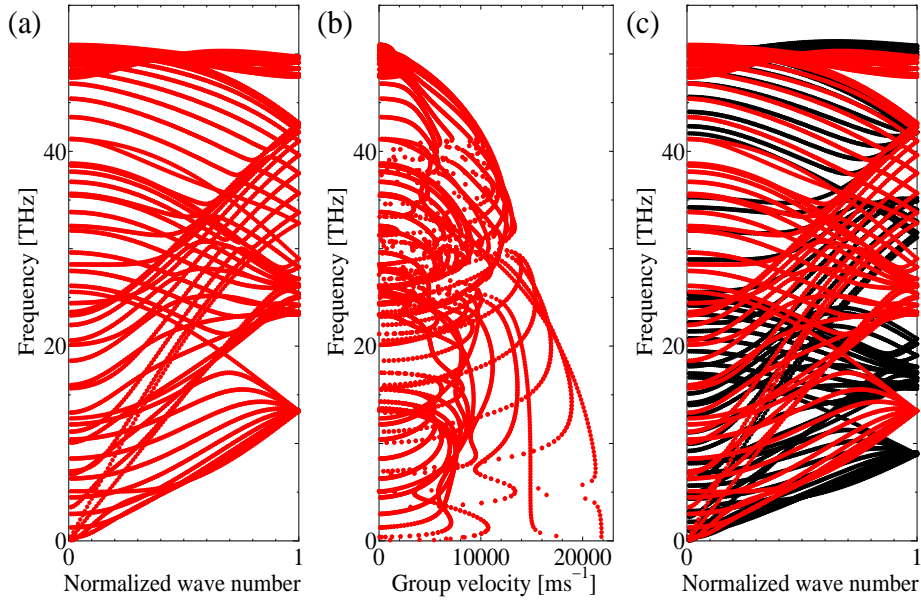 (a)
(b)
(c)
Frequency [THz]
40
20
0
0
1
Normalized wave number
Frequency [THz]
40
20
0
0
10000
20000
Group velocity [ms⁻¹]
Frequency [THz]
40
20
0
0
1
Normalized wave number